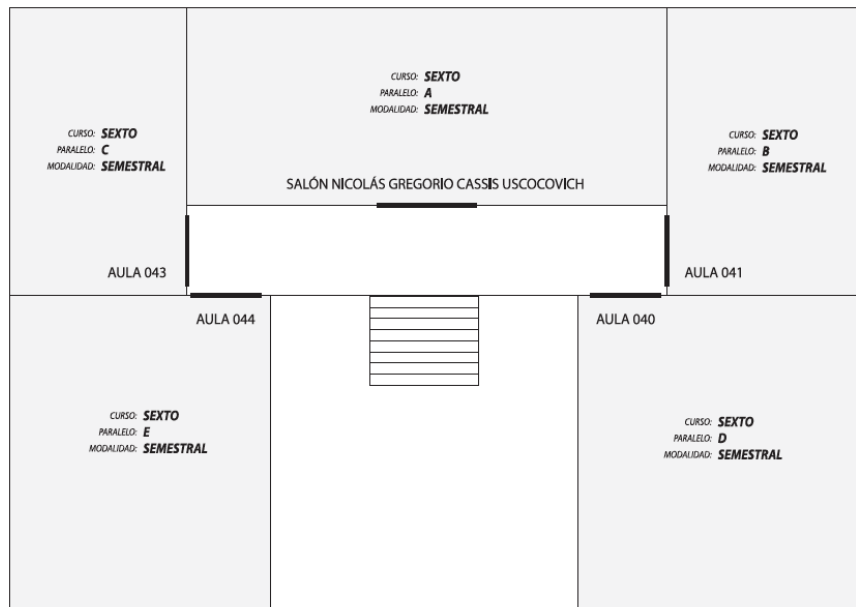 CURSO: SEXTO
PARALELO: A
MODALIDAD: SEMESTRAL
SALÓN NICOLÁS GREGORIO CASSIS USCOCOVICH
CURSO: SEXTO
PARALELO: C
MODALIDAD: SEMESTRAL
AULA 043
CURSO: SEXTO
PARALELO: B
MODALIDAD: SEMESTRAL
AULA 041
AULA 044
CURSO: SEXTO
PARALELO: E
MODALIDAD: SEMESTRAL
AULA 040
CURSO: SEXTO
PARALELO: D
MODALIDAD: SEMESTRAL